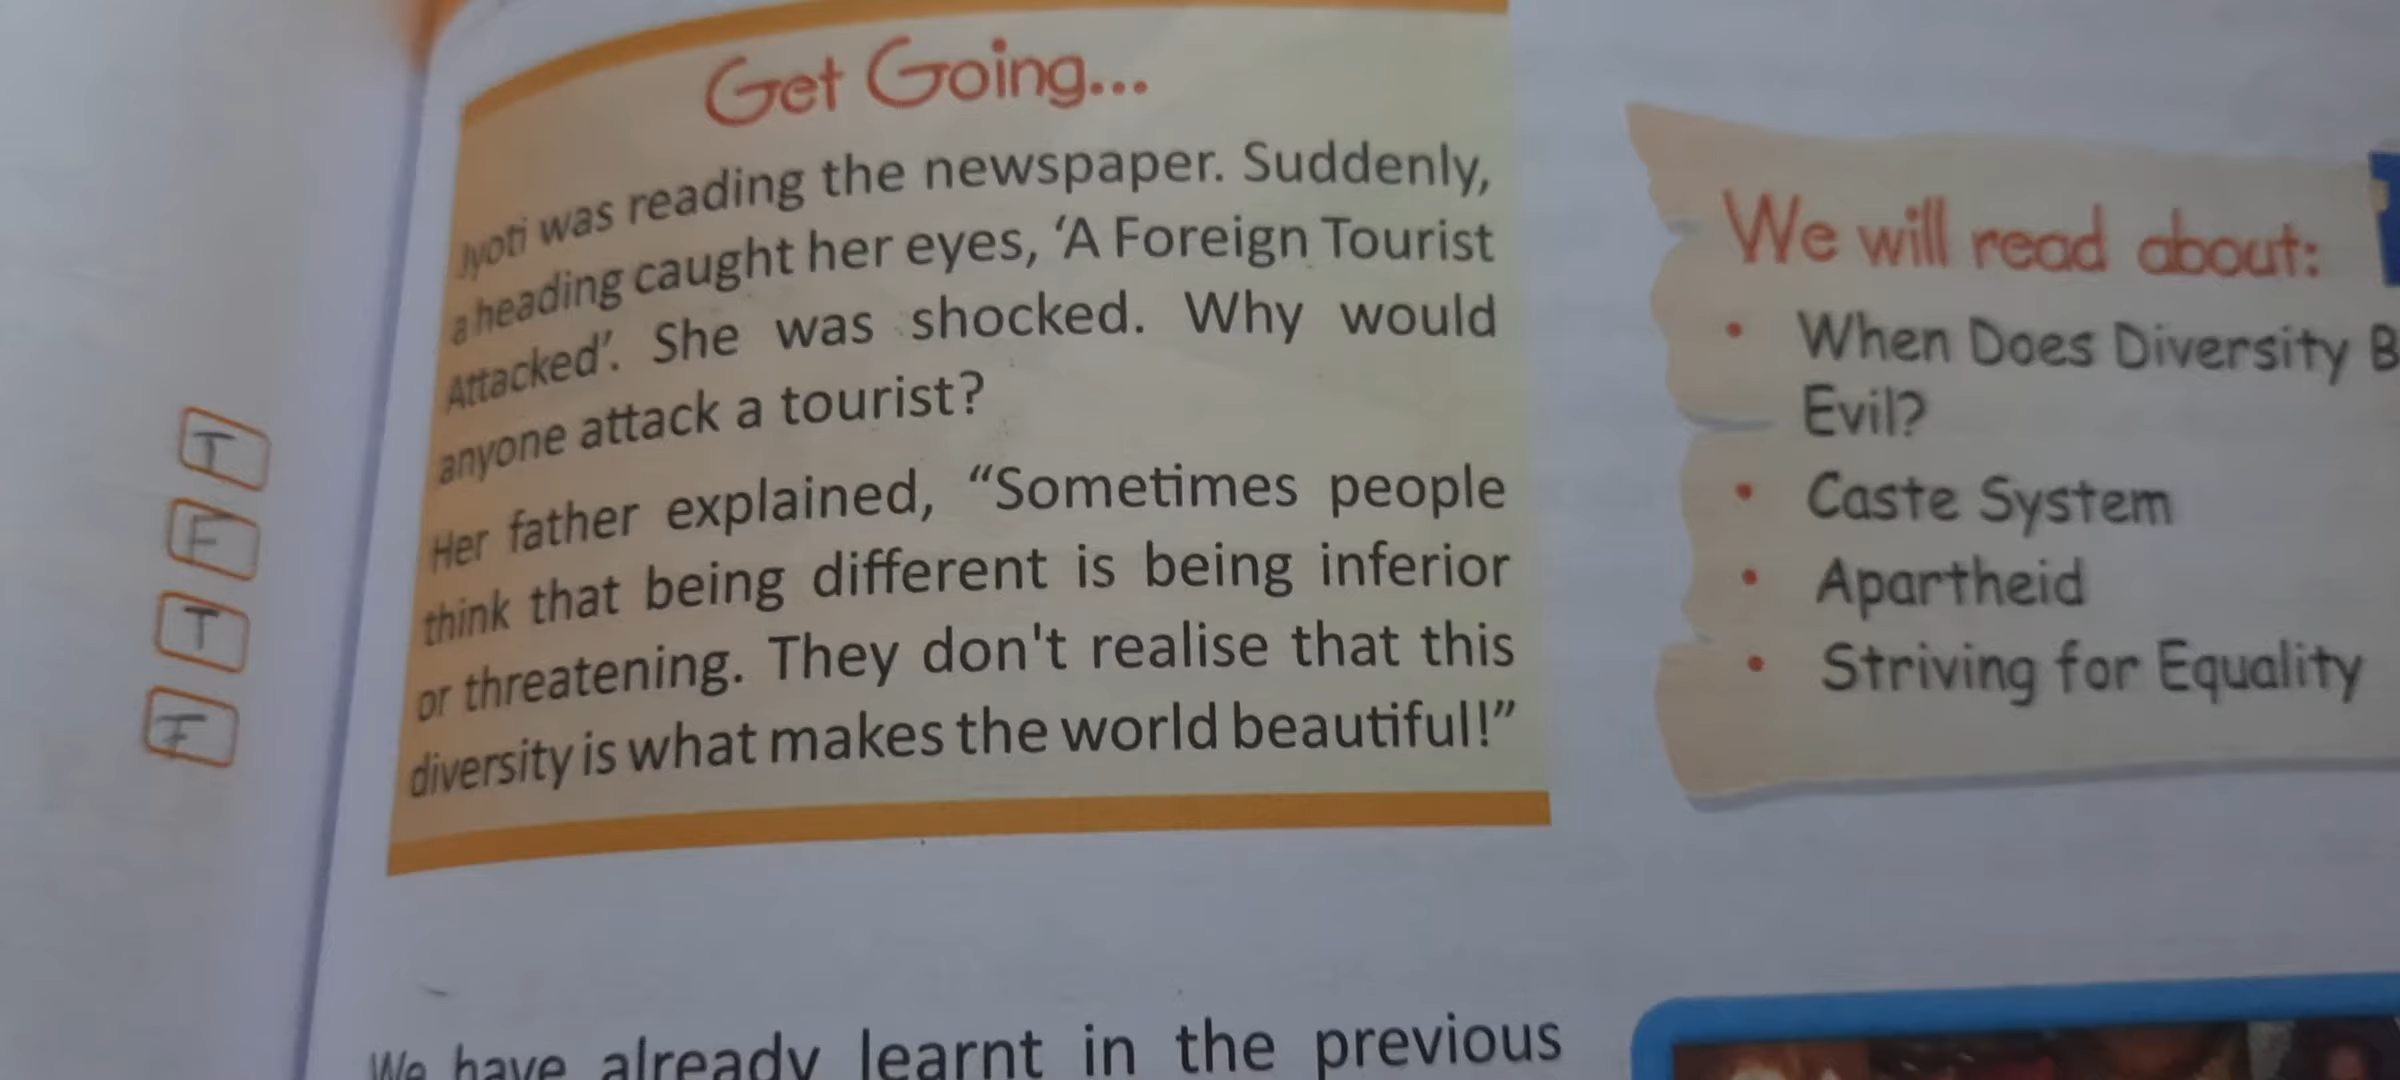 T
F
T
F
Get Going...
Jyoti was reading the newspaper. Suddenly,
a heading caught her eyes, ‘A Foreign Tourist
Attacked’. She was shocked. Why would
anyone attack a tourist?
Her father explained, “Sometimes people
think that being different is being inferior
or threatening. They don't realise that this
diversity is what makes the world beautiful!”
We will read about:
• When Does Diversity B
Evil?
• Caste System
• Apartheid
• Striving for Equality
We have already learnt in the previous